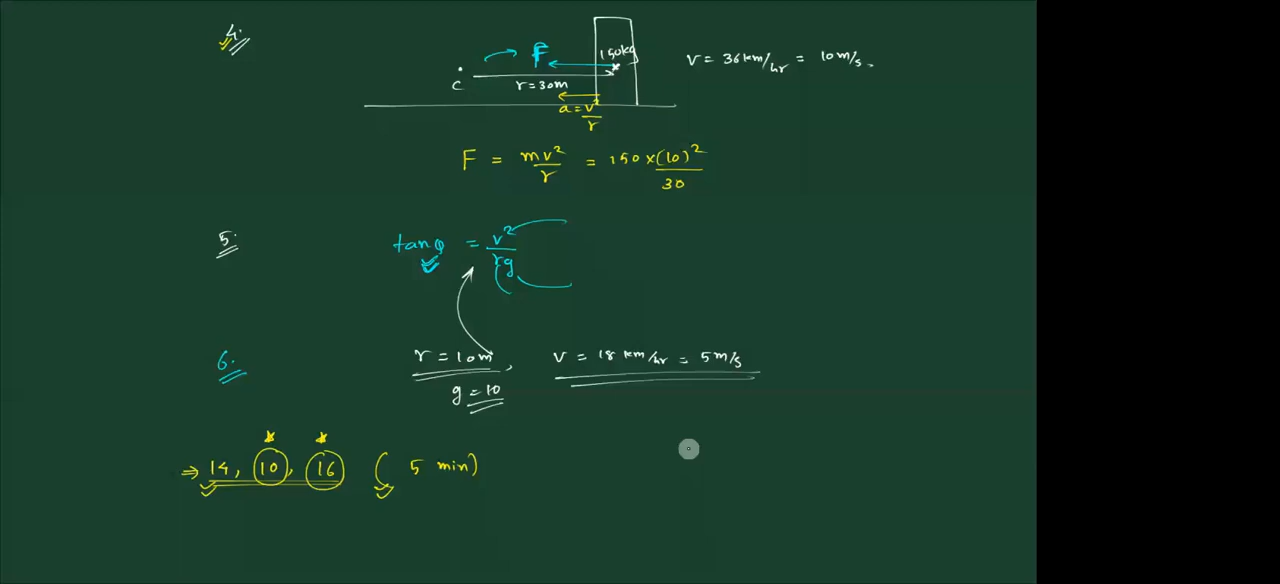 4.
F
150kg
V = 36 km/hr = 10 m/s.
c
r = 30m
a = v²/r
F = mv²/r = 150 × (10)²/30
5.
tanθ = v²/rg
6.
r = 10m, V = 18 km/hr = 5 m/s
g = 10
⇒ 14, 10, 16 ( 5 min)